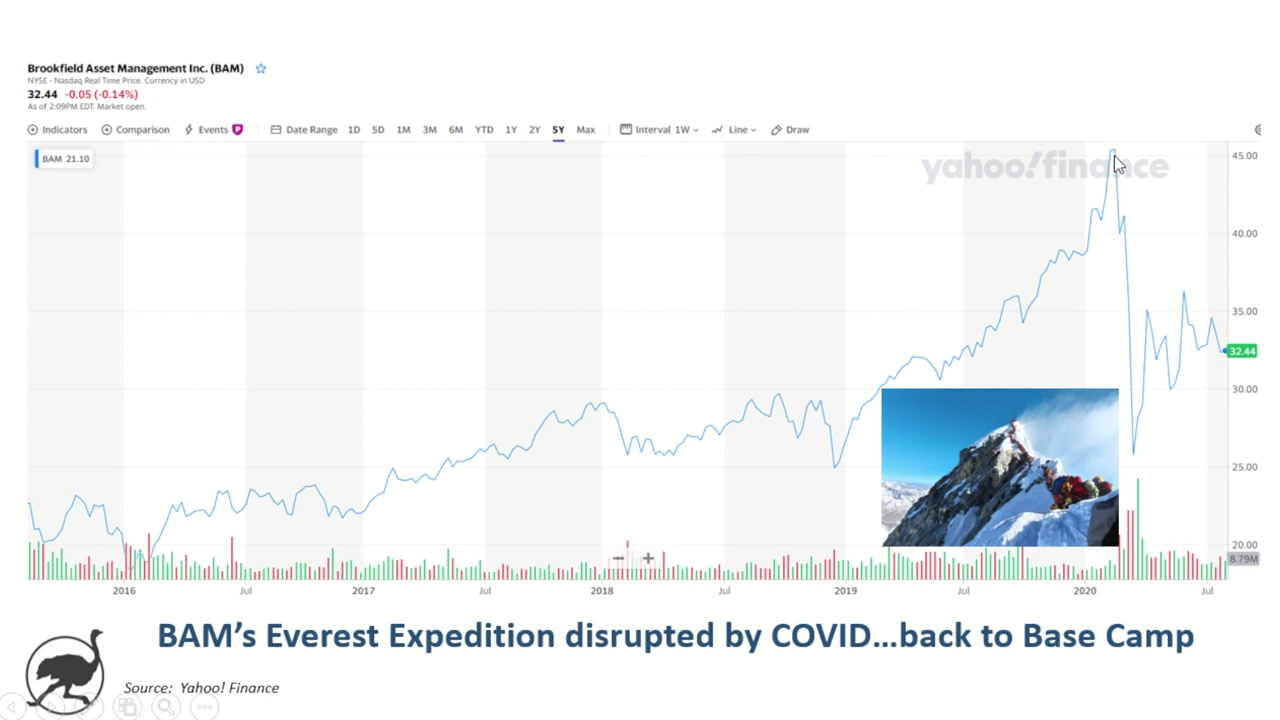 Brookfield Asset Management Inc. (BAM)
NYSE - Nasdaq Real Time Price. Currency in USD
32.44 -0.05 (-0.14%)
As of 2:09PM EDT. Market open.
Indicators Comparison Events P Date Range 1D 5D 1M 3M 6M YTD 1Y 2Y 5Y Max Interval 1W Line Draw
BAM 21.10
yahoo!finance
45.00
40.00
35.00
32.44
30.00
25.00
20.00
8.79M
2016 Jul 2017 Jul 2018 Jul 2019 Jul 2020 Jul
BAM’s Everest Expedition disrupted by COVID...back to Base Camp
Source: Yahoo! Finance